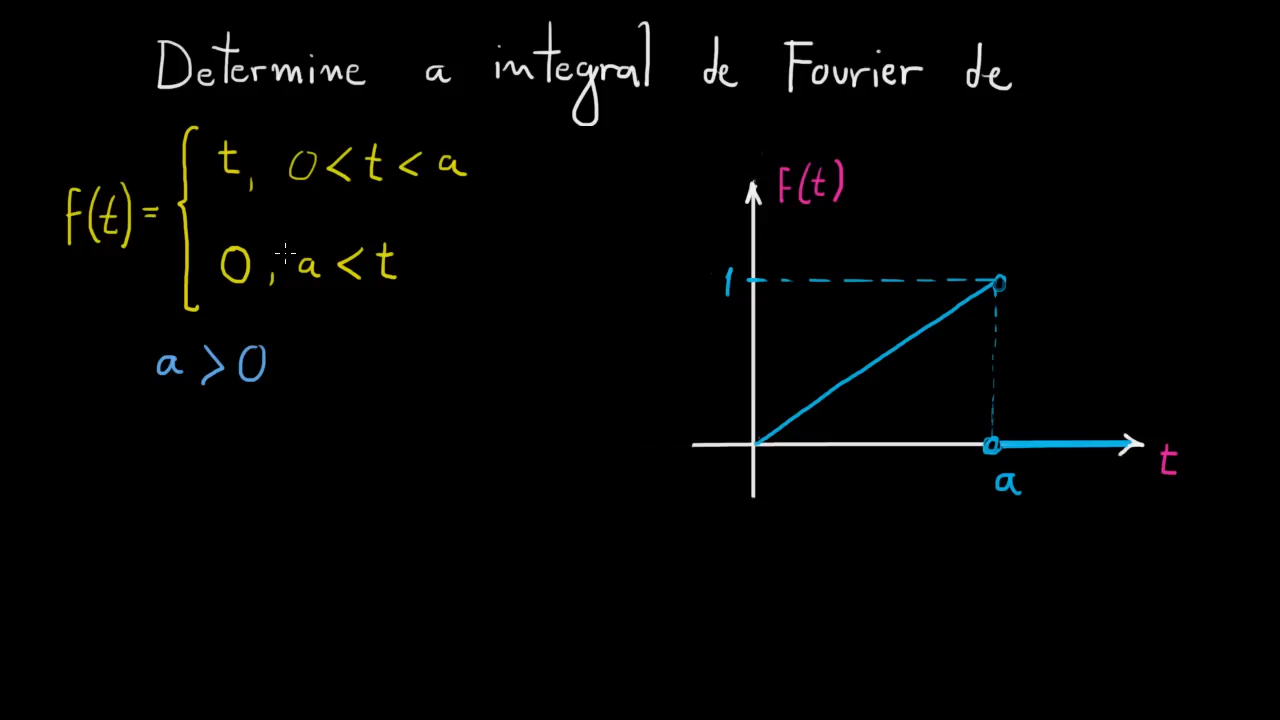 Determine a integral de Fourier de
F(t) = { t, 0 < t < a
0, a < t
a > 0
F(t)
1
a
t